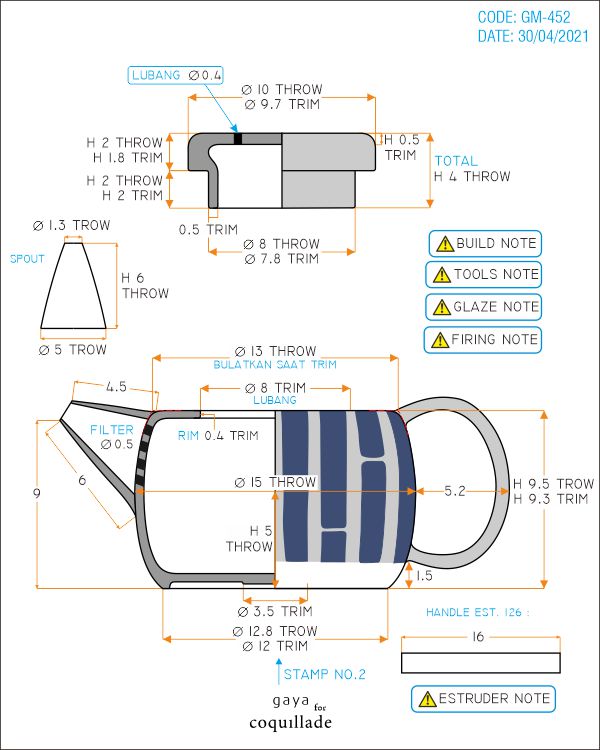 CODE: GM-452
DATE: 30/04/2021
LUBANG Ø0.4
Ø 10 THROW
Ø 9.7 TRIM
H 2 THROW
H 1.8 TRIM
H 0.5
TRIM
TOTAL
H 4 THROW
H 2 THROW
H 2 TRIM
0.5 TRIM
Ø 8 THROW
Ø 7.8 TRIM
Ø 1.3 TROW
SPOUT
H 6
THROW
Ø 5 TROW
BUILD NOTE
TOOLS NOTE
GLAZE NOTE
FIRING NOTE
Ø 13 THROW
BULATKAN SAAT TRIM
Ø 8 TRIM
LUBANG
4.5
FILTER
Ø0.5
RIM 0.4 TRIM
6
9
Ø 15 THROW
5.2
H 9.5 TROW
H 9.3 TRIM
H 5
THROW
1.5
Ø 3.5 TRIM
Ø 12.8 TROW
Ø 12 TRIM
HANDLE EST. 126 :
16
ESTRUDER NOTE
STAMP NO.2
gaya for
coquillade